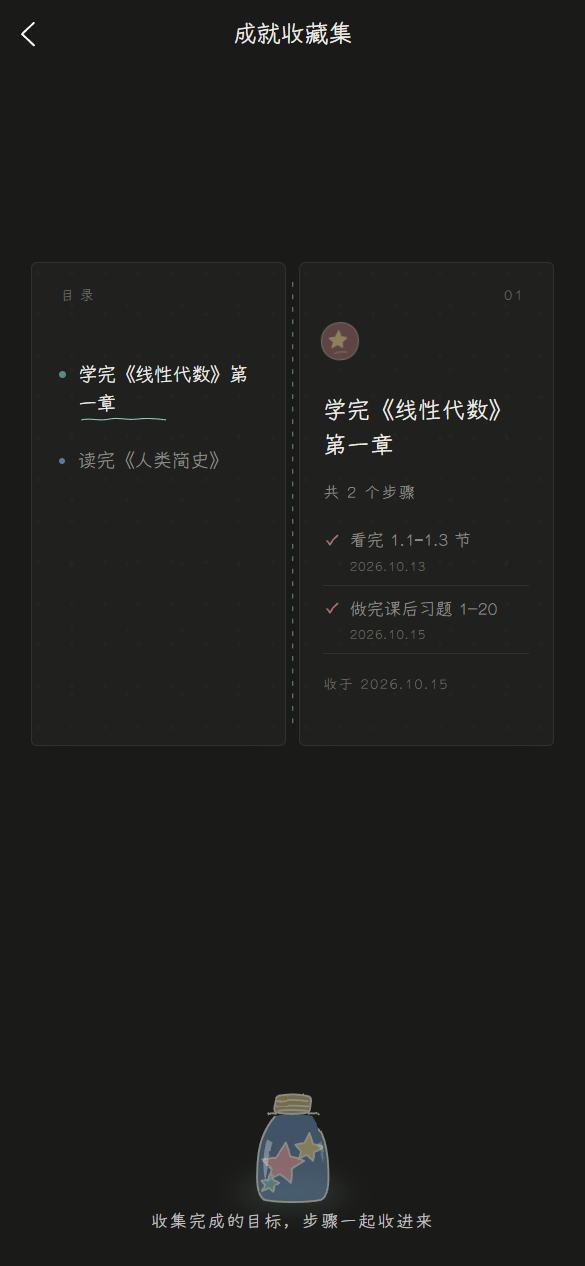 成就收藏集
目 录
学完《线性代数》第
一章
读完《人类简史》
01
学完《线性代数》
第一章
共 2 个步骤
看完 1.1-1.3 节
2026.10.13
做完课后习题 1-20
2026.10.15
收于 2026.10.15
收集完成的目标，步骤一起收进来